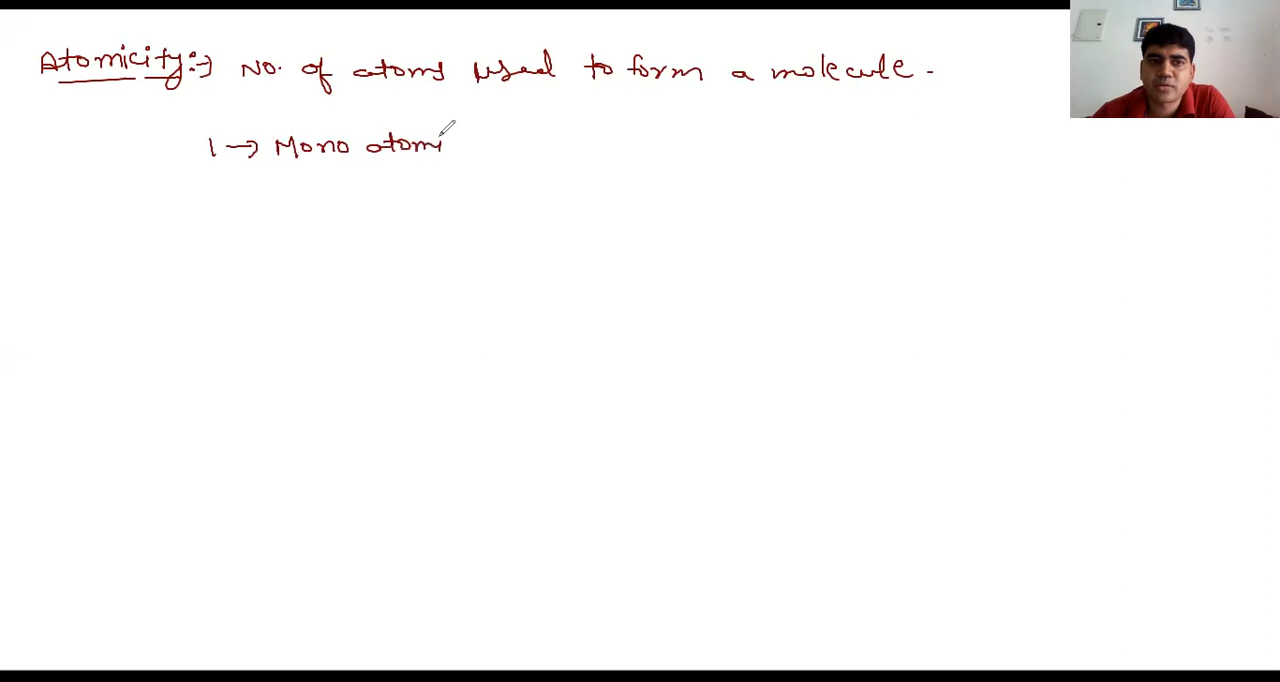 Atomicity:→ No. of atoms used to form a molecule.
1 → Mono atomi